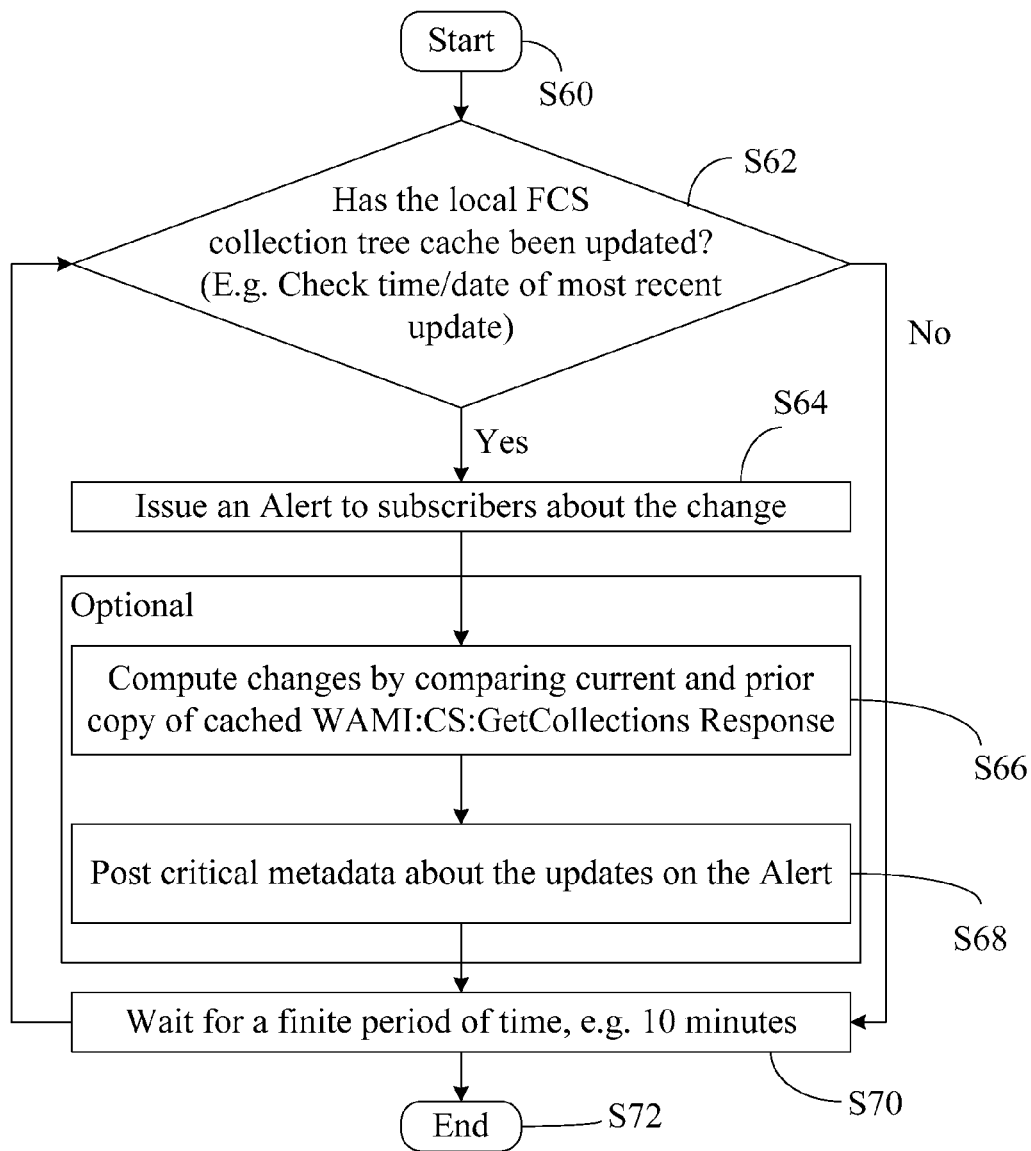 Start
S60
S62
Has the local FCS
collection tree cache been updated?
(E.g. Check time/date of most recent
update)
No
Yes
S64
Issue an Alert to subscribers about the change
Optional
Compute changes by comparing current and prior
copy of cached WAMI:CS:GetCollections Response
S66
Post critical metadata about the updates on the Alert
S68
Wait for a finite period of time, e.g. 10 minutes
S70
End
S72